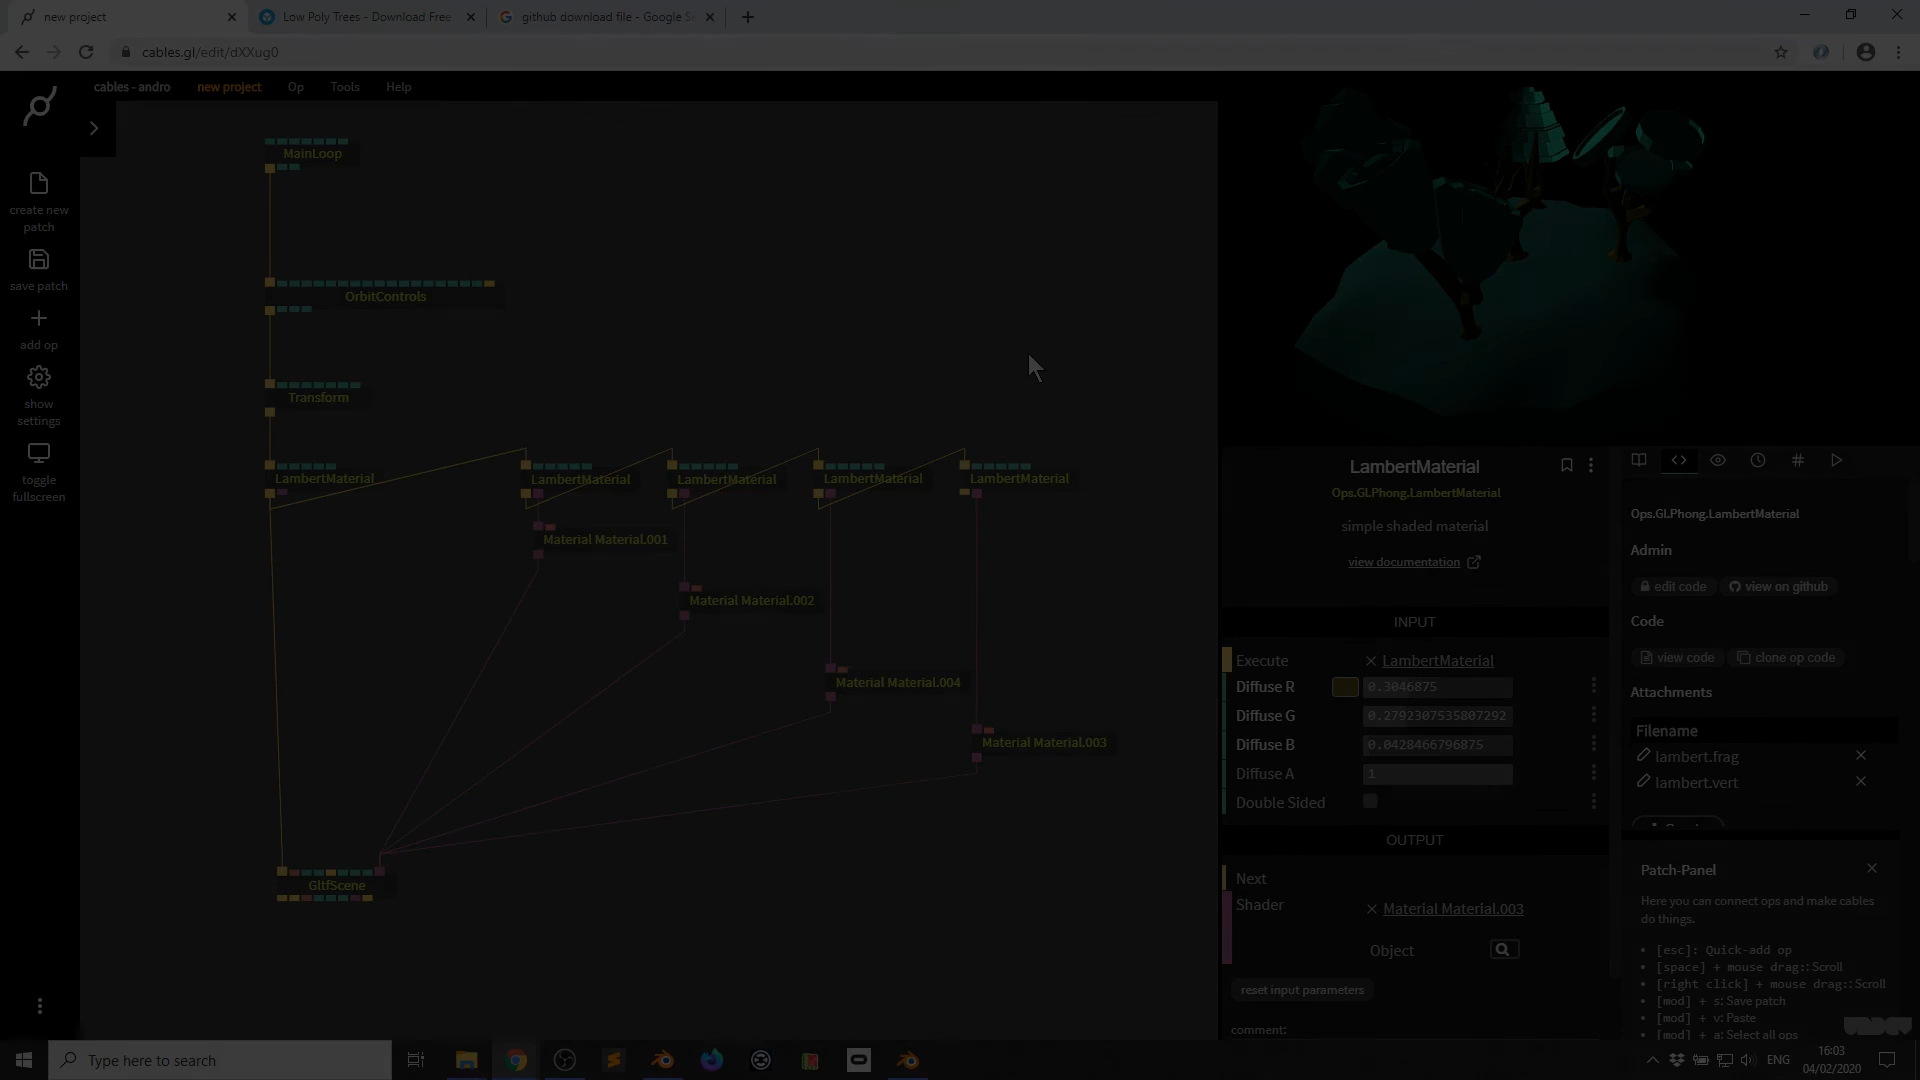 new project
Low Poly Trees - Download Free
github download file - Google Se
cables.gl/edit/dXXug0
cables - andro
new project
Op
Tools
Help
create new
patch
save patch
add op
show
settings
toggle
fullscreen
MainLoop
OrbitControls
Transform
LambertMaterial
LambertMaterial
LambertMaterial
LambertMaterial
LambertMaterial
Material Material.001
Material Material.002
Material Material.004
Material Material.003
GltfScene
LambertMaterial
Ops.GLPhong.LambertMaterial
simple shaded material
view documentation
INPUT
Execute
LambertMaterial
Diffuse R
0.3046875
Diffuse G
0.2792307535807292
Diffuse B
0.0428466796875
Diffuse A
1
Double Sided
OUTPUT
Next
Shader
Material Material.003
Object
reset input parameters
comment:
Ops.Gl.Phong.LambertMaterial
Admin
edit code
view on github
Code
view code
clone op code
Attachments
Filename
lambert.frag
lambert.vert
Patch-Panel
Here you can connect ops and make cables
do things.
[esc]: Quick-add op
[space] + mouse drag::Scroll
[right click] + mouse drag::Scroll
[mod] + s: Save patch
[mod] + v: Paste
[mod] + a: Select all ops
Type here to search
ENG
16:03
04/02/2020